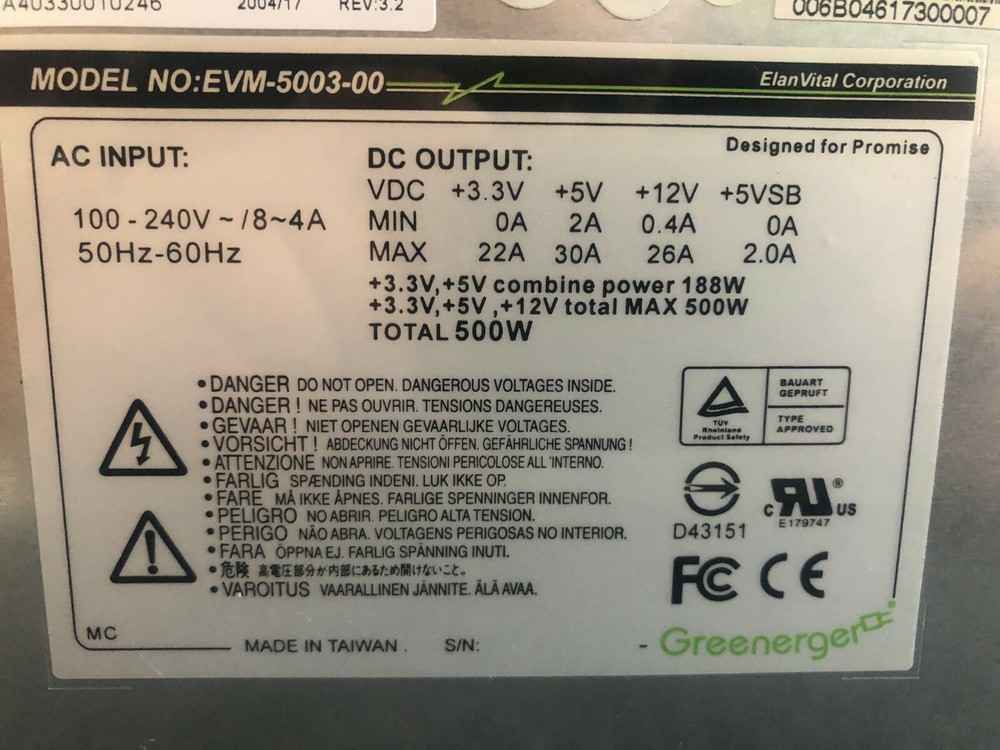 A40330010246
2004/17
REV:3.2
006B04617300007
MODEL NO:EVM-5003-00
ElanVital Corporation
Designed for Promise
AC INPUT:
100 - 240V ~ /8~4A
50Hz-60Hz
DC OUTPUT:
VDC +3.3V +5V +12V +5VSB
MIN 0A 2A 0.4A 0A
MAX 22A 30A 26A 2.0A
+3.3V,+5V combine power 188W
+3.3V,+5V ,+12V total MAX 500W
TOTAL 500W
• DANGER DO NOT OPEN. DANGEROUS VOLTAGES INSIDE.
• DANGER ! NE PAS OUVRIR. TENSIONS DANGEREUSES.
• GEVAAR ! NIET OPENEN GEVAARLIJKE VOLTAGES.
• VORSICHT ! ABDECKUNG NICHT ÖFFEN. GEFÄHRLICHE SPANNUNG !
• ATTENZIONE NON APRIRE. TENSIONI PERICOLOSE ALL 'INTERNO.
• FARLIG SPÆNDING INDENI. LUK IKKE OP.
• FARE MÅ IKKE ÅPNES. FARLIGE SPENNINGER INNENFOR.
• PELIGRO NO ABRIR. PELIGRO ALTA TENSION.
• PERIGO NÃO ABRA. VOLTAGENS PERIGOSAS NO INTERIOR.
• FARA ÖPPNA EJ. FARLIG SPÄNNING INUTI.
• 危険 高電圧部分が内部にあるため開けないこと。
• VAROITUS VAARALLINEN JÄNNITE. ÄLÄ AVAA.
TÜV
Rheinland
Product Safety
BAUART
GEPRUFT
TYPE
APPROVED
D43151
C RU ® US
E179747
FC CE
MC
MADE IN TAIWAN .
S/N:
-
Greenerger